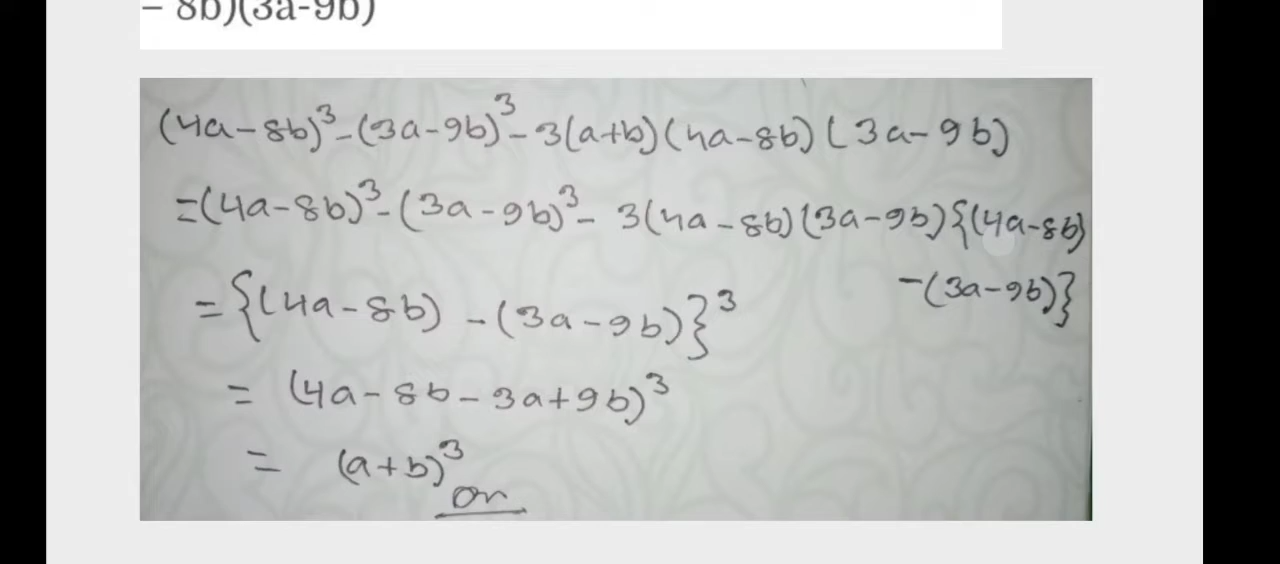 – 8b)(3a-9b)
(4a-8b)³-(3a-9b)³-3(a+b)(4a-8b)(3a-9b)
=(4a-8b)³-(3a-9b)³-3(4a-8b)(3a-9b){(4a-8b)
-(3a-9b)}
={(4a-8b)-(3a-9b)}³
=(4a-8b-3a+9b)³
=(a+b)³